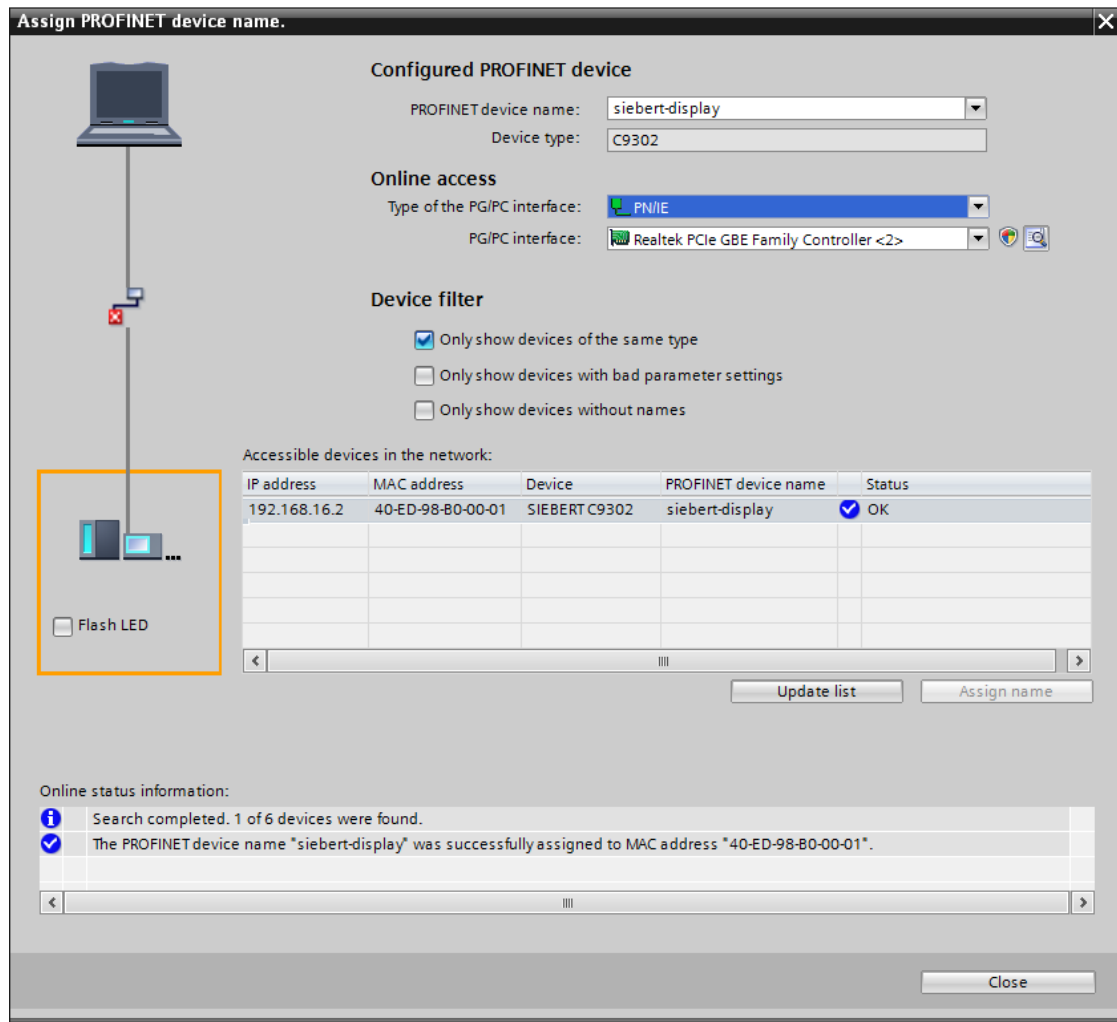 Assign PROFINET device name.
Configured PROFINET device
PROFINET device name: siebert-display
Device type: C9302
Online access
Type of the PG/PC interface: PN/IE
PG/PC interface: Realtek PCIe GBE Family Controller <2>
Device filter
Only show devices of the same type
Only show devices with bad parameter settings
Only show devices without names
Accessible devices in the network:
IP address MAC address Device PROFINET device name Status
192.168.16.2 40-ED-98-B0-00-01 SIEBERT C9302 siebert-display OK
Flash LED
Update list Assign name
Online status information:
Search completed. 1 of 6 devices were found.
The PROFINET device name "siebert-display" was successfully assigned to MAC address "40-ED-98-B0-00-01".
Close